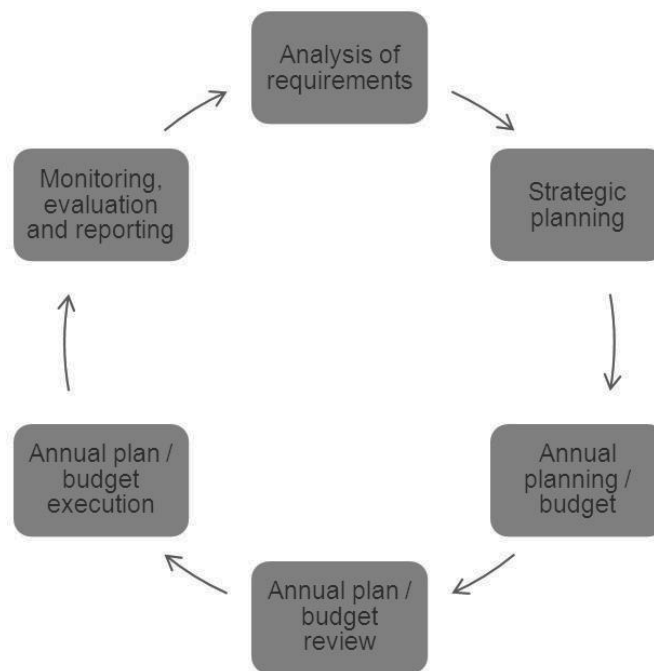 Analysis of
requirements
Strategic
planning
Annual
planning /
budget
Annual plan /
budget
review
Annual plan /
budget
execution
Monitoring,
evaluation
and reporting